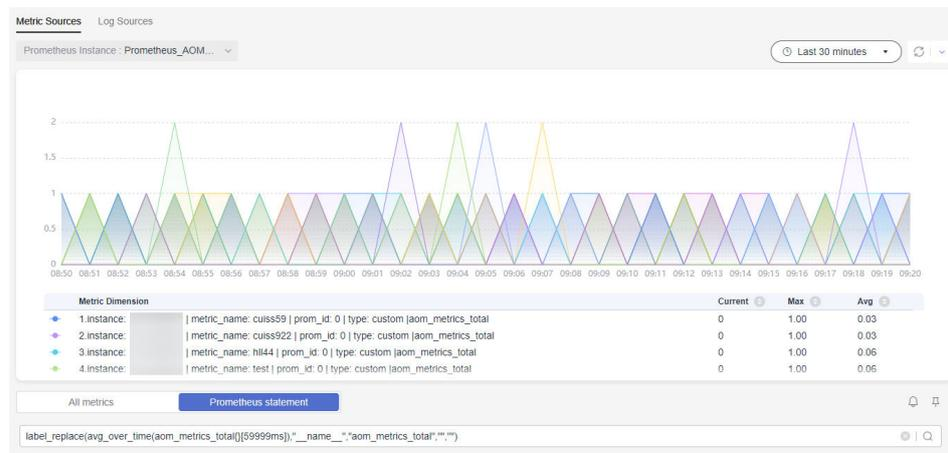 Metric Sources Log Sources
Prometheus Instance : Prometheus_AOM...
Last 30 minutes
2
1.5
1
0.5
0
08:50 08:51 08:52 08:53 08:54 08:55 08:56 08:57 08:58 08:59 09:00 09:01 09:02 09:03 09:04 09:05 09:06 09:07 09:08 09:09 09:10 09:11 09:12 09:13 09:14 09:15 09:16 09:17 09:18 09:19 09:20
Metric Dimension Current Max Avg
1.instance: | metric_name: cuiss59 | prom_id: 0 | type: custom |aom_metrics_total 0 1.00 0.03
2.instance: | metric_name: cuiss922 | prom_id: 0 | type: custom |aom_metrics_total 0 1.00 0.03
3.instance: | metric_name: hll44 | prom_id: 0 | type: custom |aom_metrics_total 0 1.00 0.06
4.instance: | metric_name: test | prom_id: 0 | type: custom |aom_metrics_total 0 1.00 0.06
All metrics Prometheus statement
label_replace(avg_over_time(aom_metrics_total{}[59999ms]),"__name__","aom_metrics_total","","")